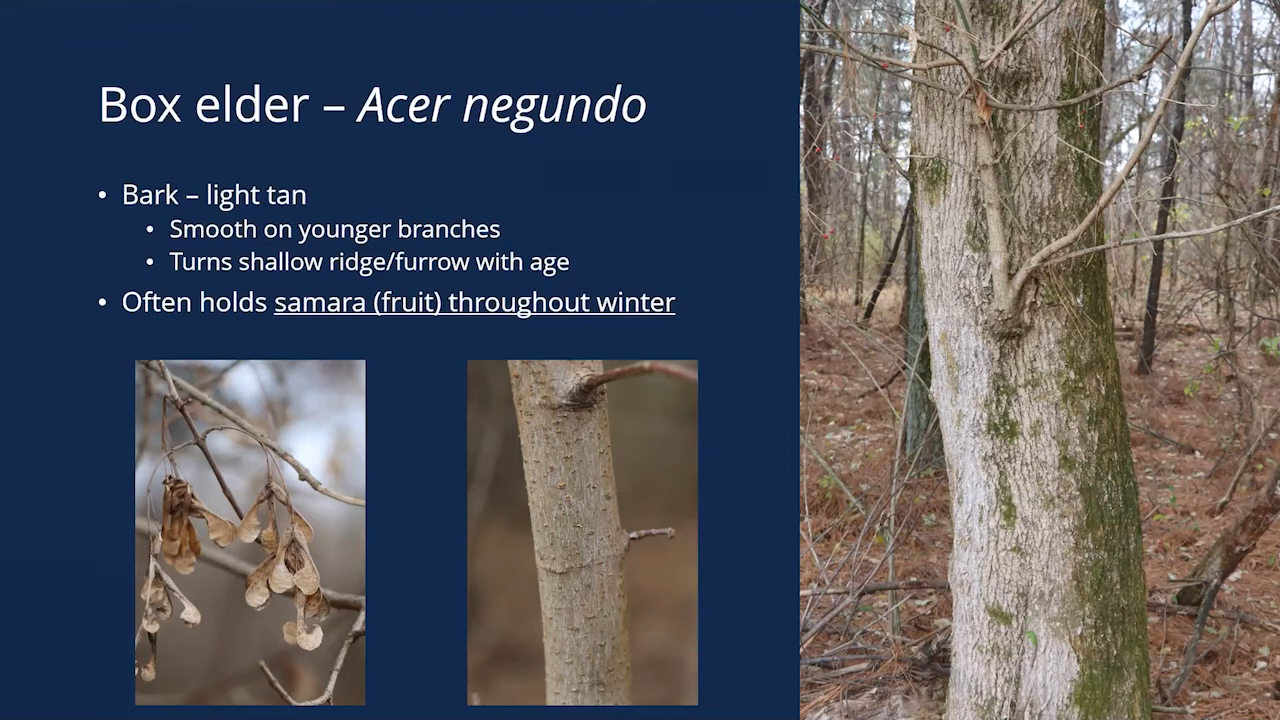 Box elder – Acer negundo
• Bark – light tan
• Smooth on younger branches
• Turns shallow ridge/furrow with age
• Often holds samara (fruit) throughout winter